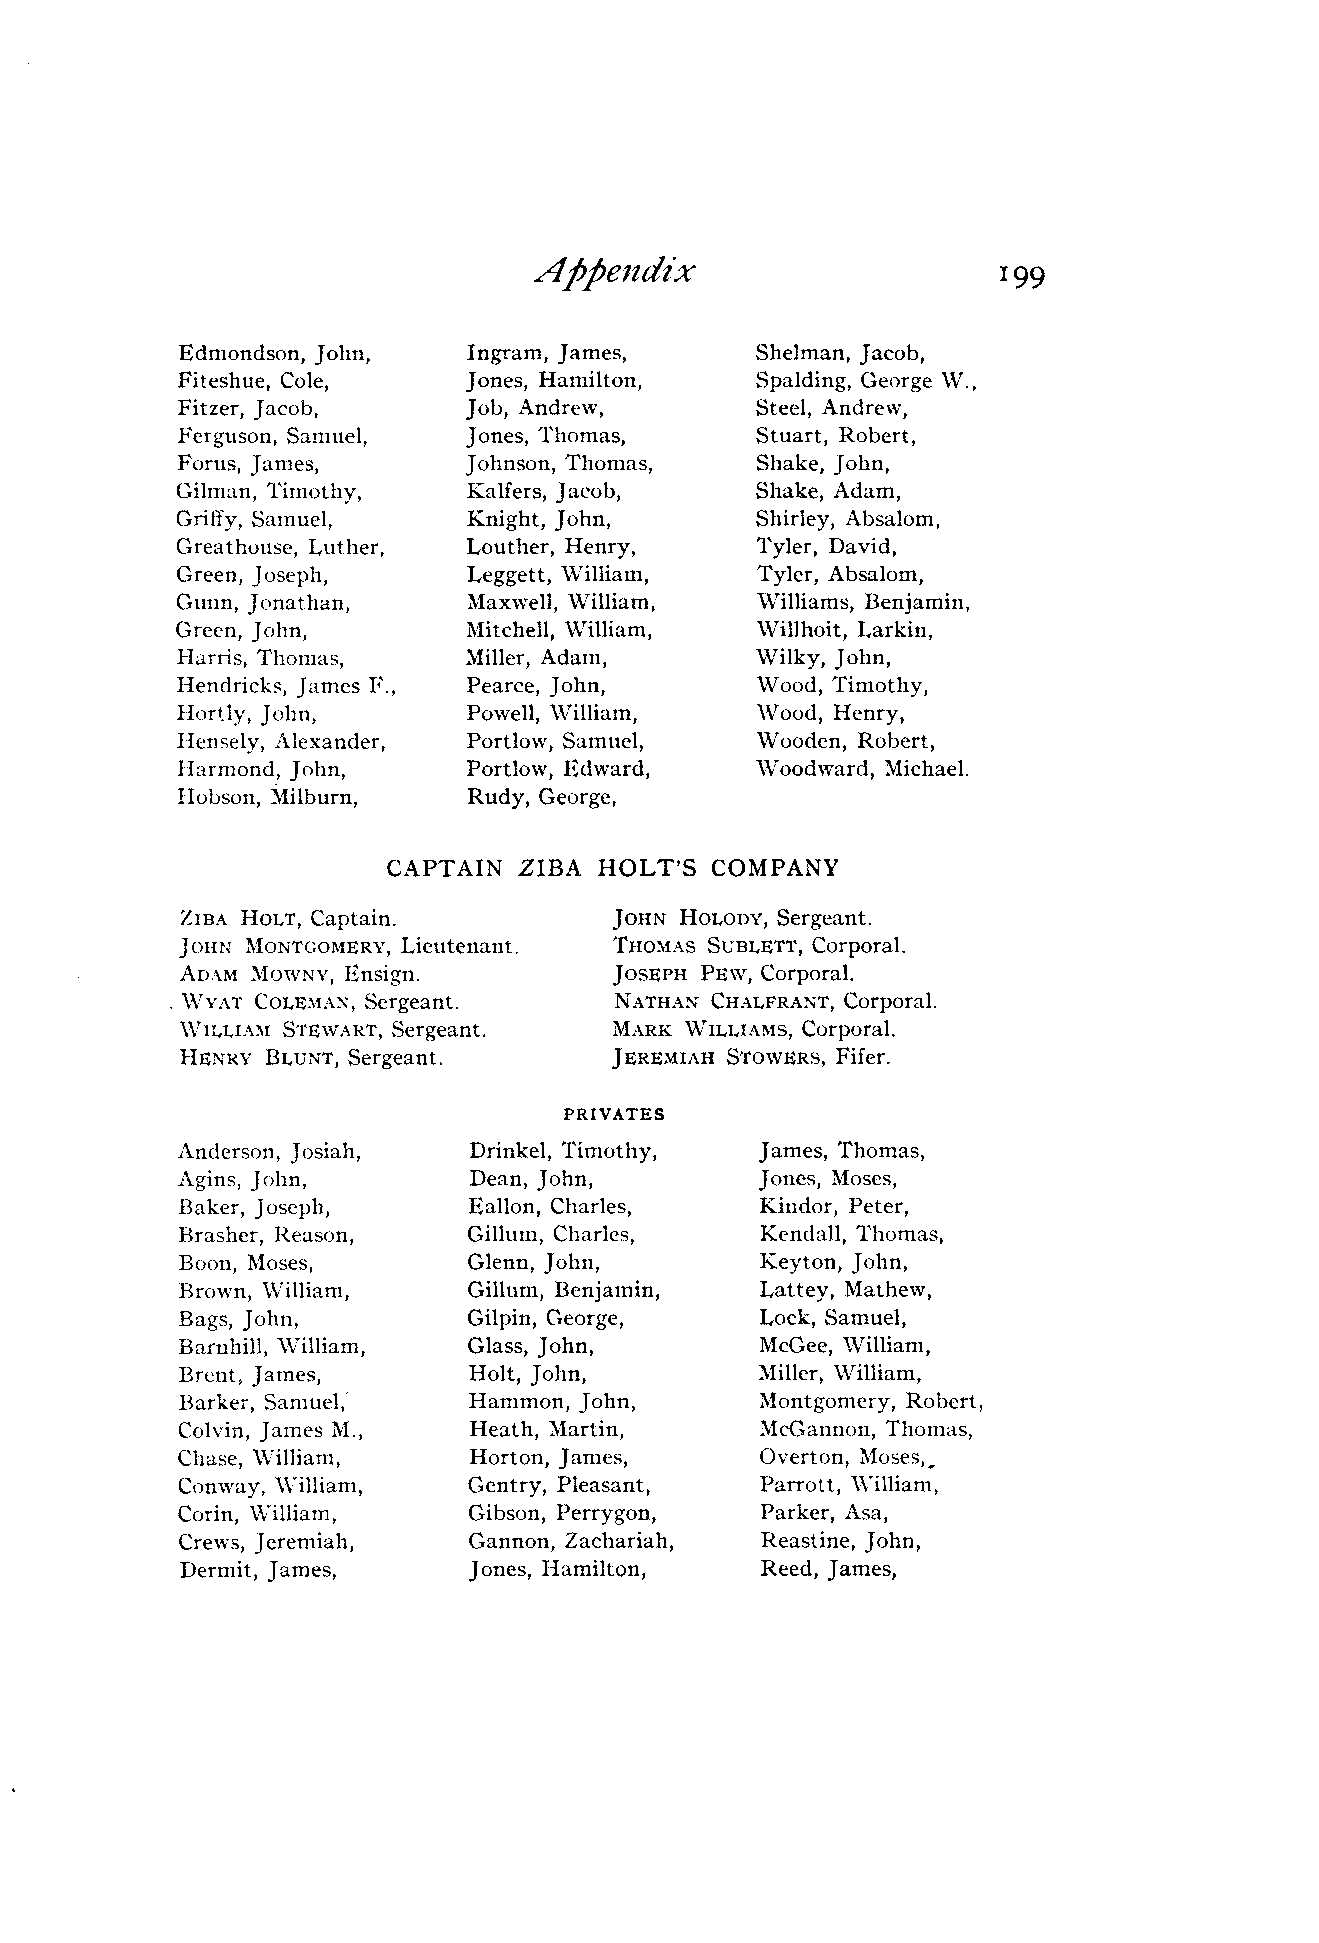 Appendix 199
Edmondson, John,
Fiteshue, Cole,
Fitzer, Jacob,
Ferguson, Samuel,
Forus, James,
Gilman, Timothy,
Griffy, Samuel,
Greathouse, Luther,
Green, Joseph,
Gunn, Jonathan,
Green, John,
Harris, Thomas,
Hendricks, James F.,
Hortly, John,
Hensely, Alexander,
Harmond, John,
Hobson, Milburn,
Ingram, James,
Jones, Hamilton,
Job, Andrew,
Jones, Thomas,
Johnson, Thomas,
Kalfers, Jacob,
Knight, John,
Louther, Henry,
Leggett, William,
Maxwell, William,
Mitchell, William,
Miller, Adam,
Pearce, John,
Powell, William,
Portlow, Samuel,
Portlow, Edward,
Rudy, George,
Shelman, Jacob,
Spalding, George W.,
Steel, Andrew,
Stuart, Robert,
Shake, John,
Shake, Adam,
Shirley, Absalom,
Tyler, David,
Tyler, Absalom,
Williams, Benjamin,
Willhoit, Larkin,
Wilky, John,
Wood, Timothy,
Wood, Henry,
Wooden, Robert,
Woodward, Michael.
CAPTAIN ZIBA HOLT'S COMPANY
ZIBA HOLT, Captain.
JOHN MONTGOMERY, Lieutenant.
ADAM MOWNY, Ensign.
WYAT COLEMAN, Sergeant.
WILLIAM STEWART, Sergeant.
HENRY BLUNT, Sergeant.
JOHN HOLODY, Sergeant.
THOMAS SUBLETT, Corporal.
JOSEPH PEW, Corporal.
NATHAN CHALFRANT, Corporal.
MARK WILLIAMS, Corporal.
JEREMIAH STOWERS, Fifer.
PRIVATES
Anderson, Josiah,
Agins, John,
Baker, Joseph,
Brasher, Reason,
Boon, Moses,
Brown, William,
Bags, John,
Barnhill, William,
Brent, James,
Barker, Samuel,
Colvin, James M.,
Chase, William,
Conway, William,
Corin, William,
Crews, Jeremiah,
Dermit, James,
Drinkel, Timothy,
Dean, John,
Eallon, Charles,
Gillum, Charles,
Glenn, John,
Gillum, Benjamin,
Gilpin, George,
Glass, John,
Holt, John,
Hammon, John,
Heath, Martin,
Horton, James,
Gentry, Pleasant,
Gibson, Perrygon,
Gannon, Zachariah,
Jones, Hamilton,
James, Thomas,
Jones, Moses,
Kindor, Peter,
Kendall, Thomas,
Keyton, John,
Lattey, Mathew,
Lock, Samuel,
McGee, William,
Miller, William,
Montgomery, Robert,
McGannon, Thomas,
Overton, Moses,
Parrott, William,
Parker, Asa,
Reastine, John,
Reed, James,